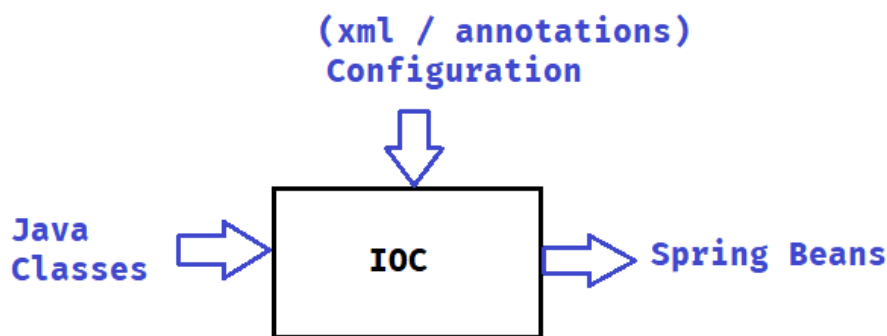 (xml / annotations)
Configuration
Java
Classes
IOC
Spring Beans